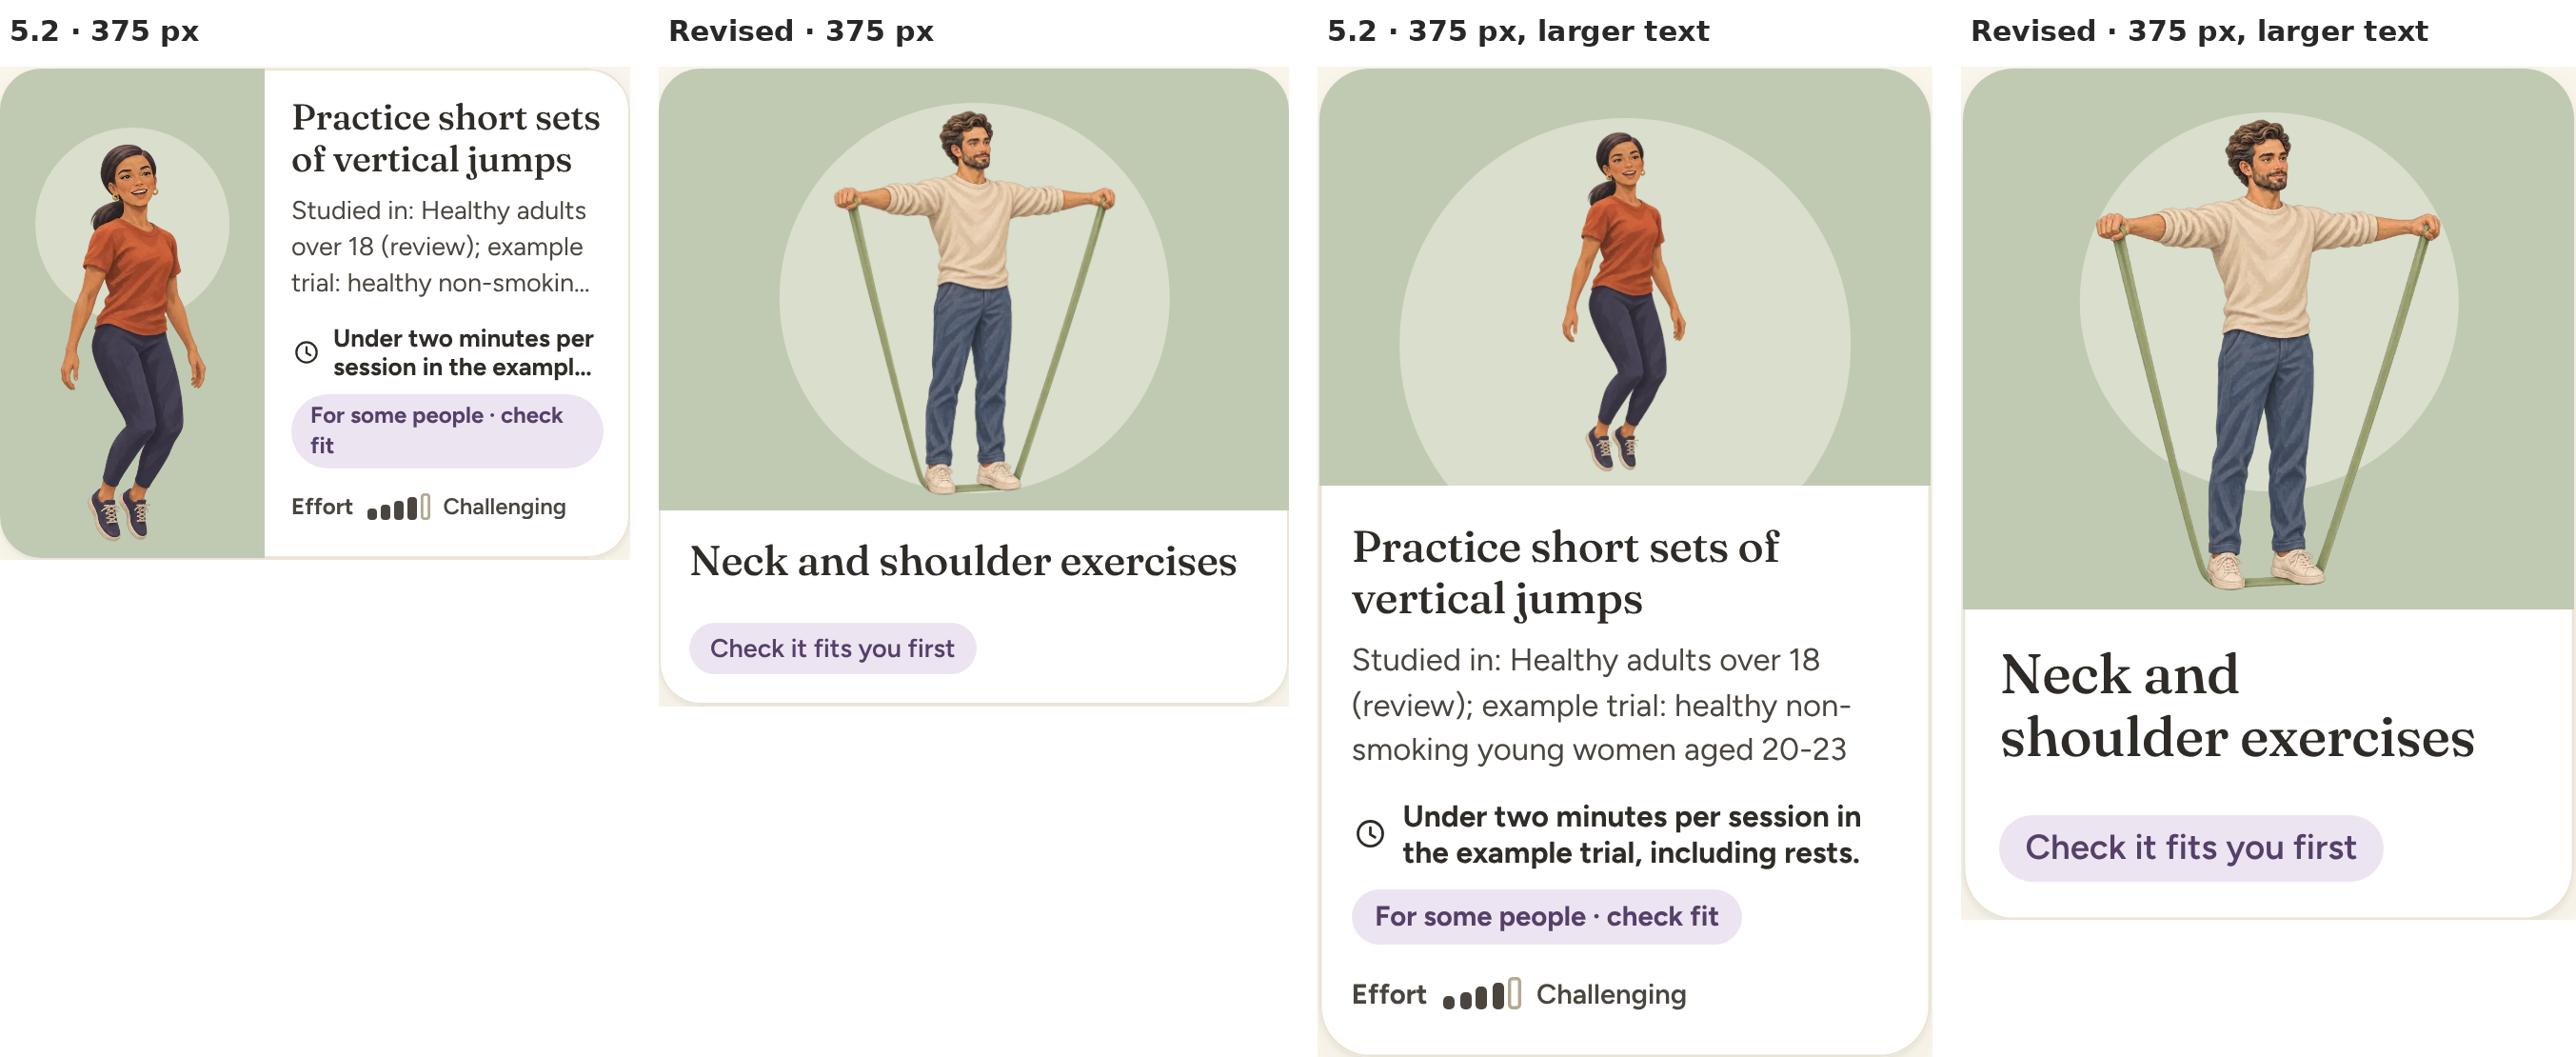 5.2 · 375 px
Practice short sets
of vertical jumps
Studied in: Healthy adults
over 18 (review); example
trial: healthy non-smokin...
Under two minutes per
session in the exampl...
For some people · check
fit
Effort Challenging
Revised · 375 px
Neck and shoulder exercises
Check it fits you first
5.2 · 375 px, larger text
Practice short sets of
vertical jumps
Studied in: Healthy adults over 18
(review); example trial: healthy non-
smoking young women aged 20-23
Under two minutes per session in
the example trial, including rests.
For some people · check fit
Effort Challenging
Revised · 375 px, larger text
Neck and
shoulder exercises
Check it fits you first